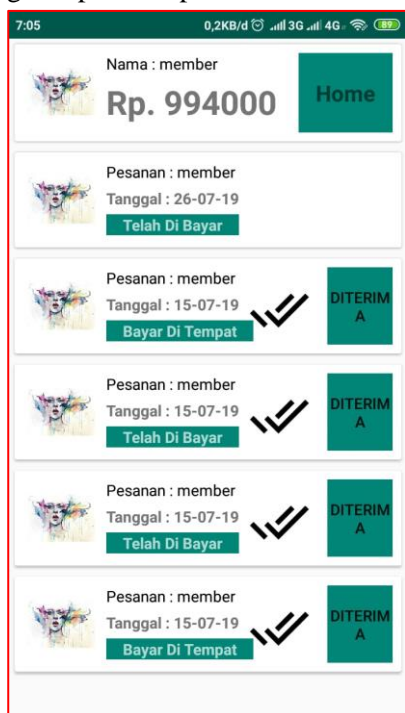 7:05 0,2KB/d 3G 4G 89
Nama : member
Rp. 994000
Home
Pesanan : member
Tanggal : 26-07-19
Telah Di Bayar
Pesanan : member
Tanggal : 15-07-19
Bayar Di Tempat
DITERIM
A
Pesanan : member
Tanggal : 15-07-19
Telah Di Bayar
DITERIM
A
Pesanan : member
Tanggal : 15-07-19
Telah Di Bayar
DITERIM
A
Pesanan : member
Tanggal : 15-07-19
Bayar Di Tempat
DITERIM
A